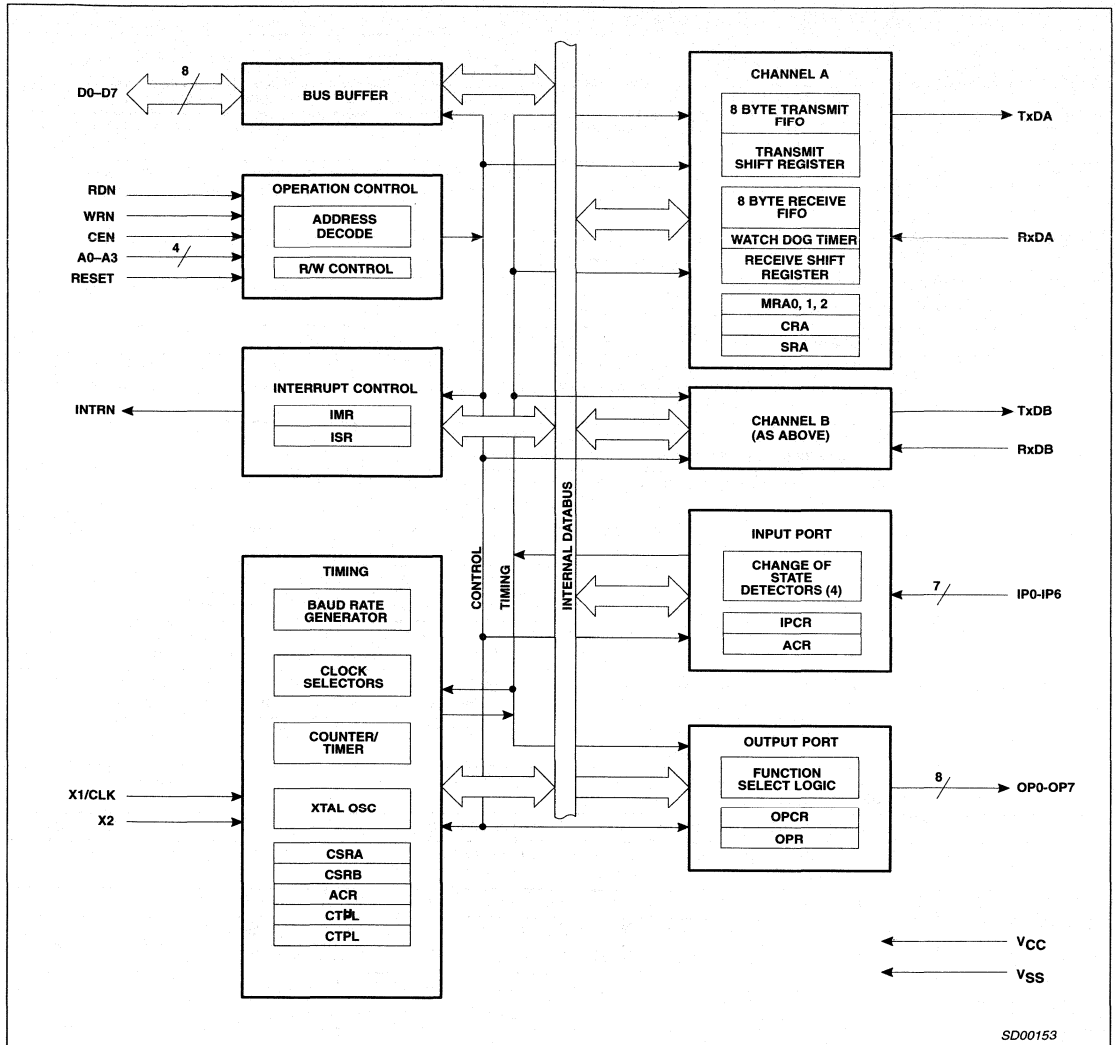 D0–D7
8
BUS BUFFER
RDN
WRN
CEN
A0–A3
4
RESET
OPERATION CONTROL
ADDRESS
DECODE
R/W CONTROL
INTRN
INTERRUPT CONTROL
IMR
ISR
TIMING
BAUD RATE
GENERATOR
CLOCK
SELECTORS
COUNTER/
TIMER
X1/CLK
X2
XTAL OSC
CSRA
CSRB
ACR
CTPL
CONTROL
TIMING
INTERNAL DATABUS
CHANNEL A
8 BYTE TRANSMIT
FIFO
TRANSMIT
SHIFT REGISTER
8 BYTE RECEIVE
FIFO
WATCH DOG TIMER
RECEIVE SHIFT
REGISTER
MRA0, 1, 2
CRA
SRA
TxDA
RxDA
CHANNEL B
(AS ABOVE)
TxDB
RxDB
INPUT PORT
CHANGE OF
STATE
DETECTORS (4)
IPCR
ACR
7
IP0-IP6
OUTPUT PORT
FUNCTION
SELECT LOGIC
OPCR
OPR
8
OP0-OP7
VCC
VSS
SD00153